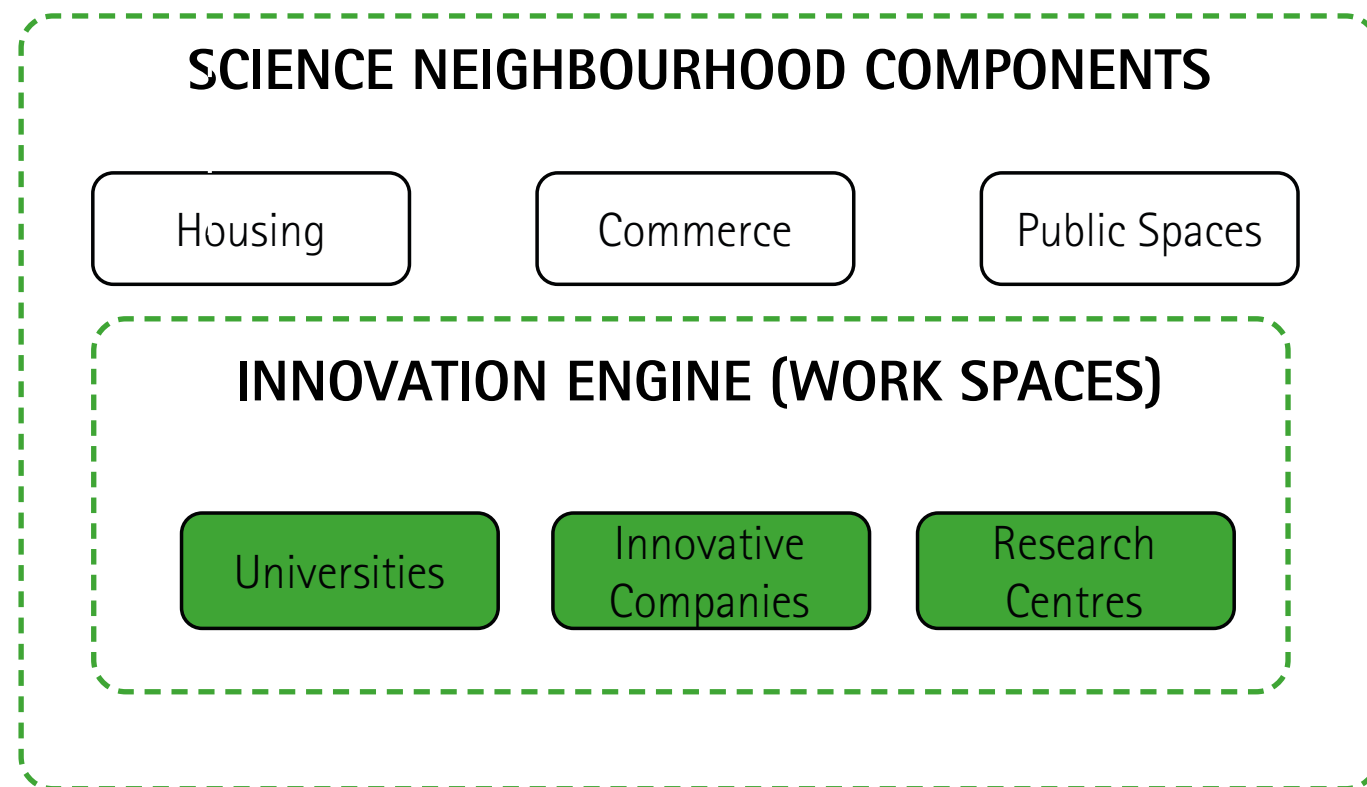 SCIENCE NEIGHBOURHOOD COMPONENTS
Housing
Commerce
Public Spaces
INNOVATION ENGINE (WORK SPACES)
Universities
Innovative
Companies
Research
Centres